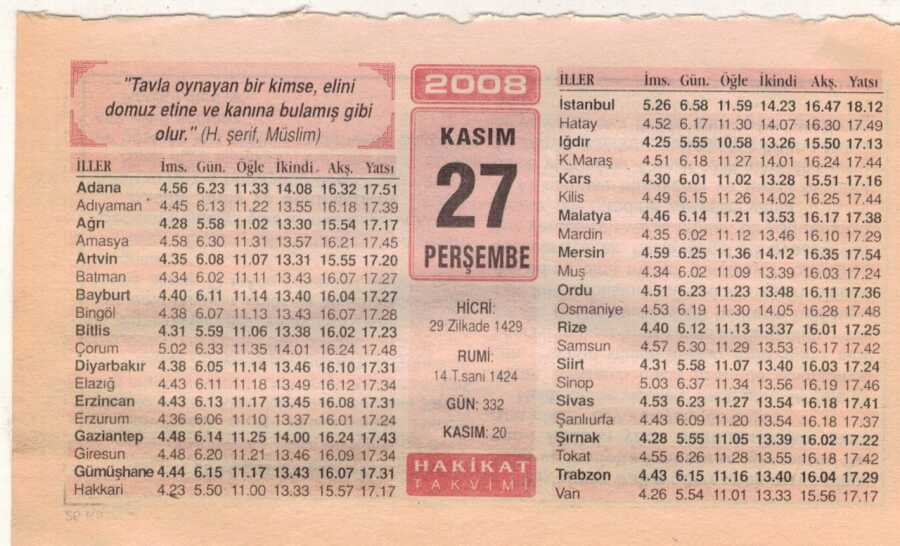 "Tavla oynayan bir kimse, elini
domuz etine ve kanına bulamış gibi
olur." (H. şerif, Müslim)
İLLER İms. Gün. Öğle İkindi Akş. Yatsı
Adana 4.56 6.23 11.33 14.08 16.32 17.51
Adıyaman 4.45 6.13 11.22 13.55 16.18 17.39
Ağrı 4.28 5.58 11.02 13.30 15.54 17.17
Amasya 4.58 6.30 11.31 13.57 16.21 17.45
Artvin 4.35 6.08 11.07 13.31 15.55 17.20
Batman 4.34 6.02 11.11 13.43 16.07 17.27
Bayburt 4.40 6.11 11.14 13.40 16.04 17.27
Bingöl 4.38 6.07 11.13 13.43 16.07 17.28
Bitlis 4.31 5.59 11.06 13.38 16.02 17.23
Çorum 5.02 6.33 11.35 14.01 16.24 17.48
Diyarbakır 4.38 6.05 11.14 13.46 16.10 17.31
Elazığ 4.43 6.11 11.18 13.49 16.12 17.34
Erzincan 4.43 6.13 11.17 13.45 16.08 17.31
Erzurum 4.36 6.06 11.10 13.37 16.01 17.24
Gaziantep 4.48 6.14 11.25 14.00 16.24 17.43
Giresun 4.48 6.20 11.21 13.46 16.09 17.34
Gümüşhane 4.44 6.15 11.17 13.43 16.07 17.31
Hakkari 4.23 5.50 11.00 13.33 15.57 17.17
2008
KASIM
27
PERŞEMBE
HİCRİ:
29 Zilkade 1429
RUMİ:
14 T.sani 1424
GÜN: 332
KASIM: 20
HAKİKAT
TAKVİMİ
İLLER İms. Gün. Öğle İkindi Akş. Yatsı
İstanbul 5.26 6.58 11.59 14.23 16.47 18.12
Hatay 4.52 6.17 11.30 14.07 16.30 17.49
Iğdır 4.25 5.55 10.58 13.26 15.50 17.13
K.Maraş 4.51 6.18 11.27 14.01 16.24 17.44
Kars 4.30 6.01 11.02 13.28 15.51 17.16
Kilis 4.49 6.15 11.26 14.02 16.25 17.44
Malatya 4.46 6.14 11.21 13.53 16.17 17.38
Mardin 4.35 6.02 11.12 13.46 16.10 17.29
Mersin 4.59 6.25 11.36 14.12 16.35 17.54
Muş 4.34 6.02 11.09 13.39 16.03 17.24
Ordu 4.51 6.23 11.23 13.48 16.11 17.36
Osmaniye 4.53 6.19 11.30 14.05 16.28 17.48
Rize 4.40 6.12 11.13 13.37 16.01 17.25
Samsun 4.57 6.30 11.29 13.53 16.17 17.42
Siirt 4.31 5.58 11.07 13.40 16.03 17.24
Sinop 5.03 6.37 11.34 13.56 16.19 17.46
Sivas 4.53 6.23 11.27 13.54 16.18 17.41
Şanlıurfa 4.43 6.09 11.20 13.54 16.18 17.37
Şırnak 4.28 5.55 11.05 13.39 16.02 17.22
Tokat 4.55 6.26 11.28 13.55 16.18 17.42
Trabzon 4.43 6.15 11.16 13.40 16.04 17.29
Van 4.26 5.54 11.01 13.33 15.56 17.17